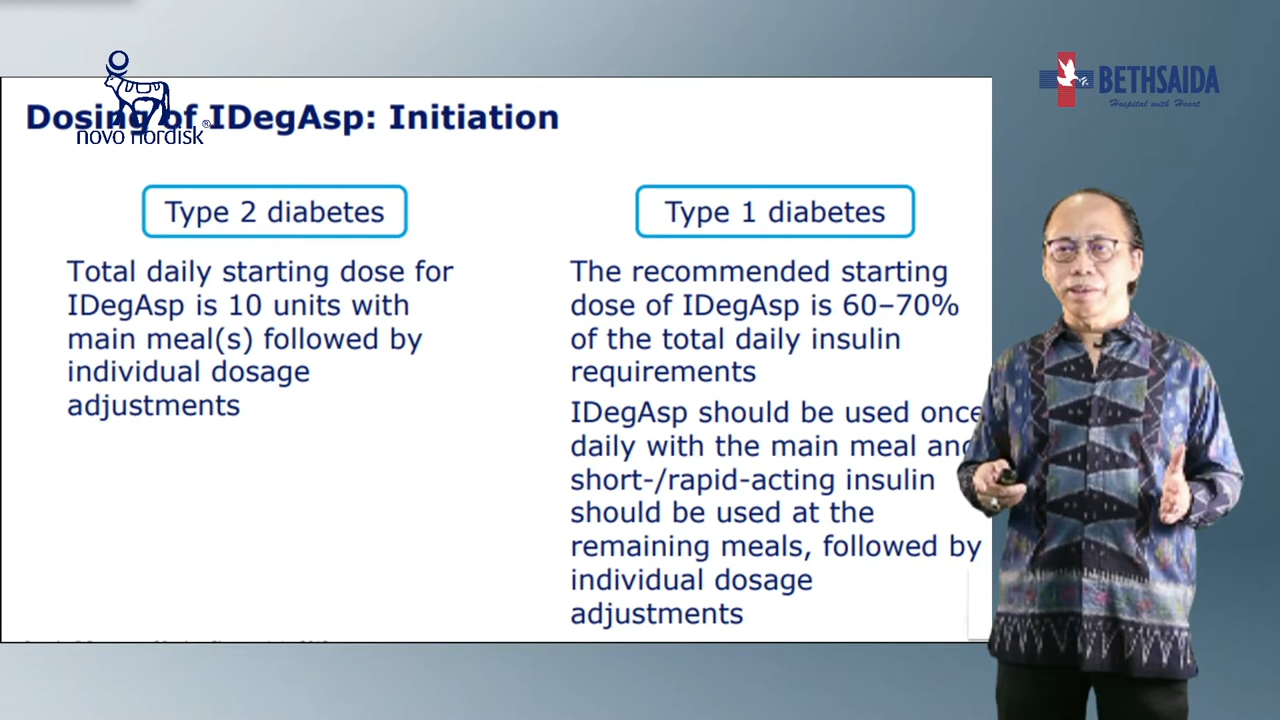 novo nordisk®
BETHSAIDA
Hospital with Heart
Dosing of IDegAsp: Initiation
Type 2 diabetes
Total daily starting dose for
IDegAsp is 10 units with
main meal(s) followed by
individual dosage
adjustments
Type 1 diabetes
The recommended starting
dose of IDegAsp is 60–70%
of the total daily insulin
requirements
IDegAsp should be used once
daily with the main meal and
short-/rapid-acting insulin
should be used at the
remaining meals, followed by
individual dosage
adjustments